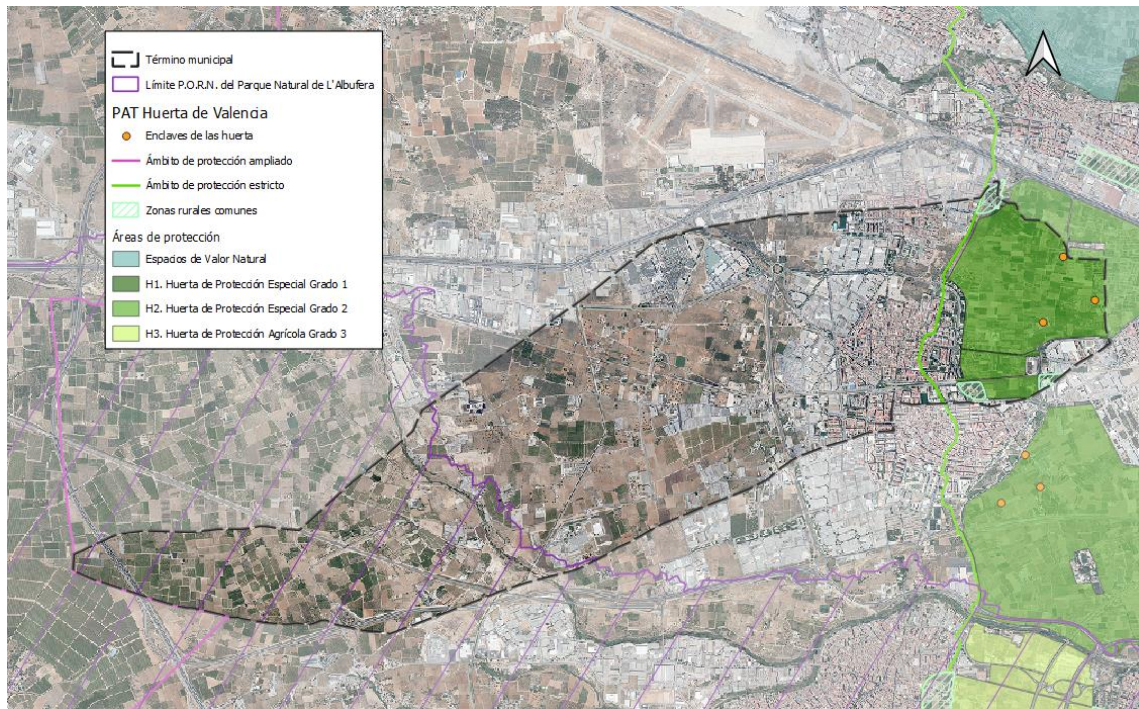 Término municipal
Límite P.O.R.N. del Parque Natural de L'Albufera
PAT Huerta de Valencia
Enclaves de las huerta
Ámbito de protección ampliado
Ámbito de protección estricto
Zonas rurales comunes
Áreas de protección
Espacios de Valor Natural
H1. Huerta de Protección Especial Grado 1
H2. Huerta de Protección Especial Grado 2
H3. Huerta de Protección Agrícola Grado 3